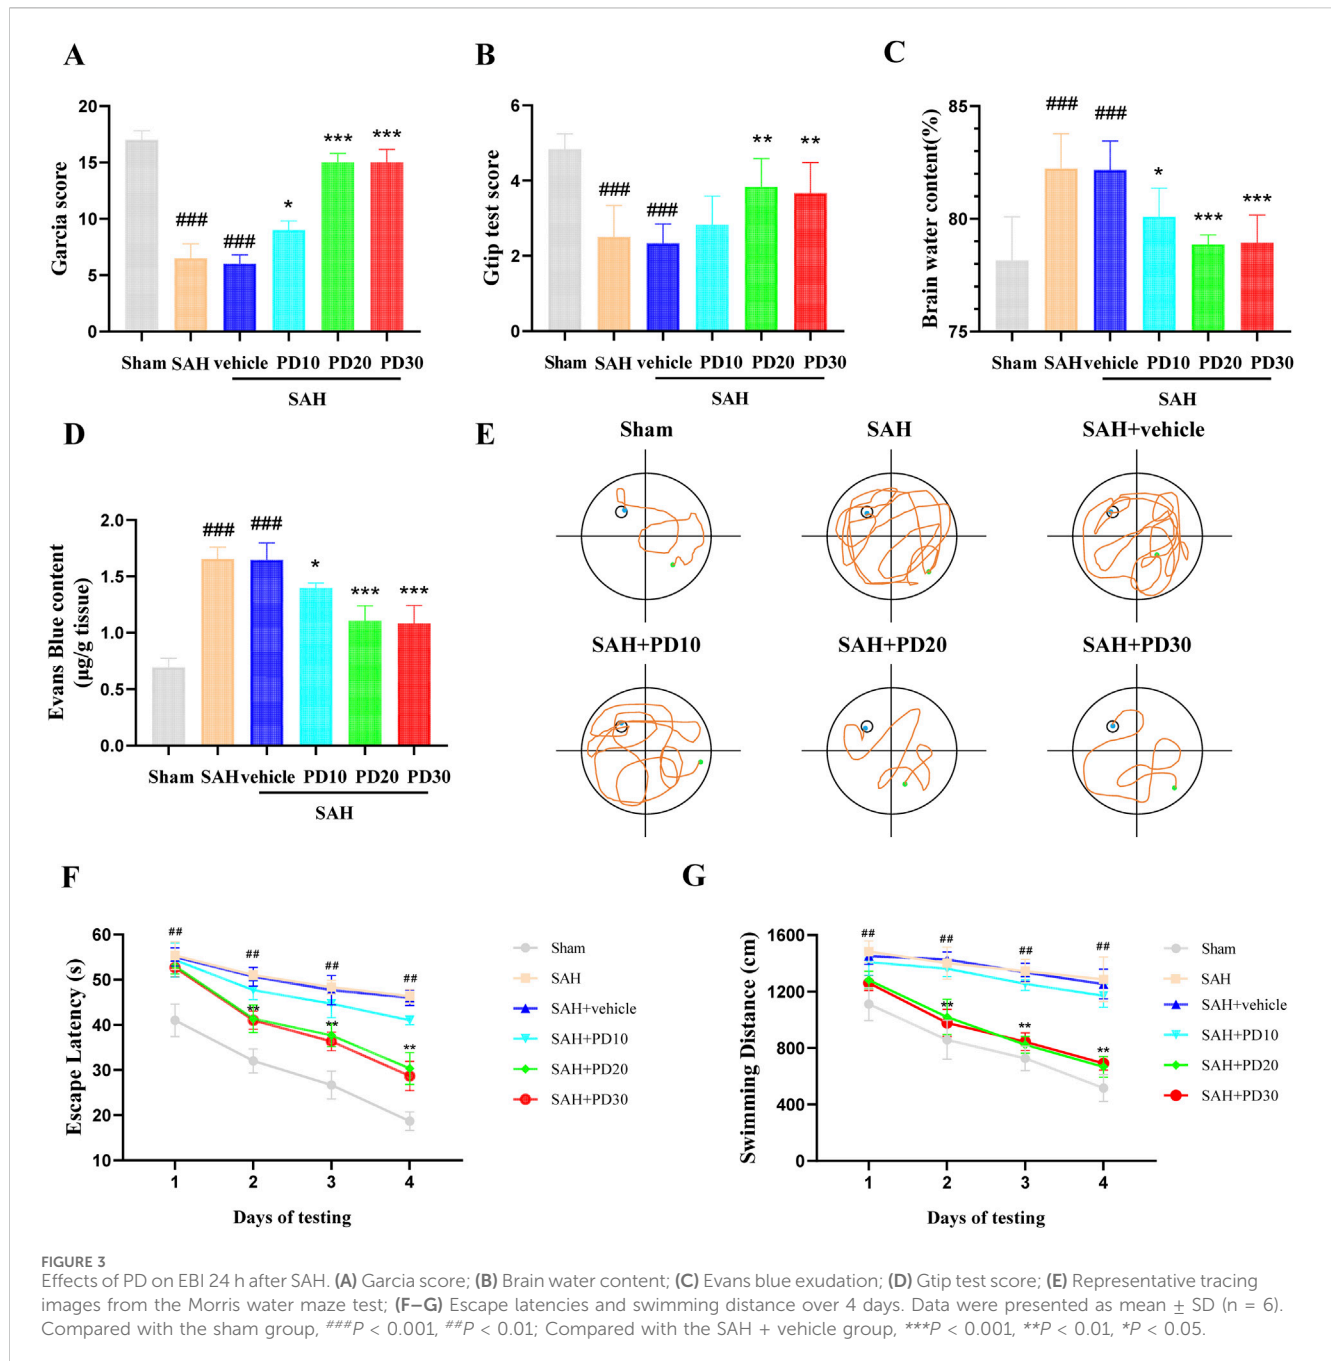 A
Garcia score
20
15
10
5
0
###
###
*
***
***
Sham SAH vehicle PD10 PD20 PD30
SAH
B
Gtip test score
6
4
2
0
###
###
**
**
Sham SAH vehicle PD10 PD20 PD30
SAH
C
Brain water content(%)
85
80
75
###
###
*
***
***
Sham SAH vehicle PD10 PD20 PD30
SAH
D
Evans Blue content
(μg/g tissue)
2.0
1.5
1.0
0.5
0.0
###
###
*
***
***
Sham SAH vehicle PD10 PD20 PD30
SAH
E
Sham
SAH
SAH+vehicle
SAH+PD10
SAH+PD20
SAH+PD30
F
Escape Latency (s)
60
50
40
30
20
10
##
##
##
##
**
**
**
1 2 3 4
Days of testing
Sham
SAH
SAH+vehicle
SAH+PD10
SAH+PD20
SAH+PD30
G
Swimming Distance (cm)
1600
1200
800
400
0
##
##
##
##
**
**
**
1 2 3 4
Days of testing
Sham
SAH
SAH+vehicle
SAH+PD10
SAH+PD20
SAH+PD30
FIGURE 3
Effects of PD on EBI 24 h after SAH. (A) Garcia score; (B) Brain water content; (C) Evans blue exudation; (D) Gtip test score; (E) Representative tracing
images from the Morris water maze test; (F–G) Escape latencies and swimming distance over 4 days. Data were presented as mean ± SD (n = 6).
Compared with the sham group, ###P < 0.001, ##P < 0.01; Compared with the SAH + vehicle group, ***P < 0.001, **P < 0.01, *P < 0.05.